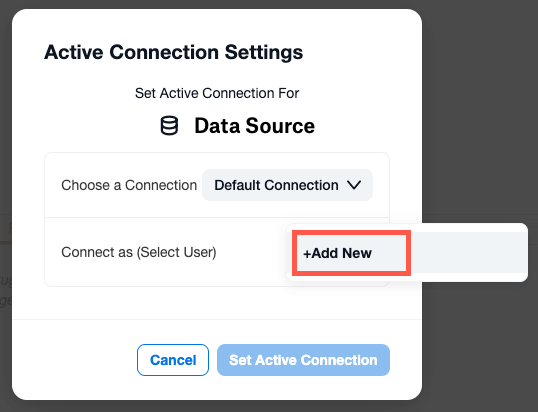 Active Connection Settings
Set Active Connection For
Data Source
Choose a Connection Default Connection
Connect as (Select User) +Add New
Cancel Set Active Connection